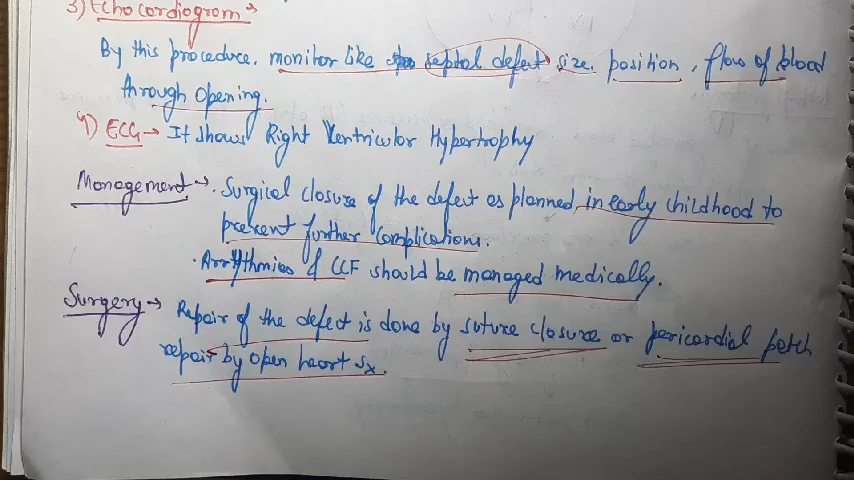 3) Echocardiogram→
By this procedure. monitor like septal defect size. position, flow of blood
through opening.
4) ECG→ It shows Right Ventricular Hypertrophy
Management→. Surgical closure of the defect as planned in early childhood to
prevent further complications.
. Arrhythmias & CCF should be managed medically.
Surgery→ Repair of the defect is done by suture closure or pericardial petch
repair by open heart Sx.